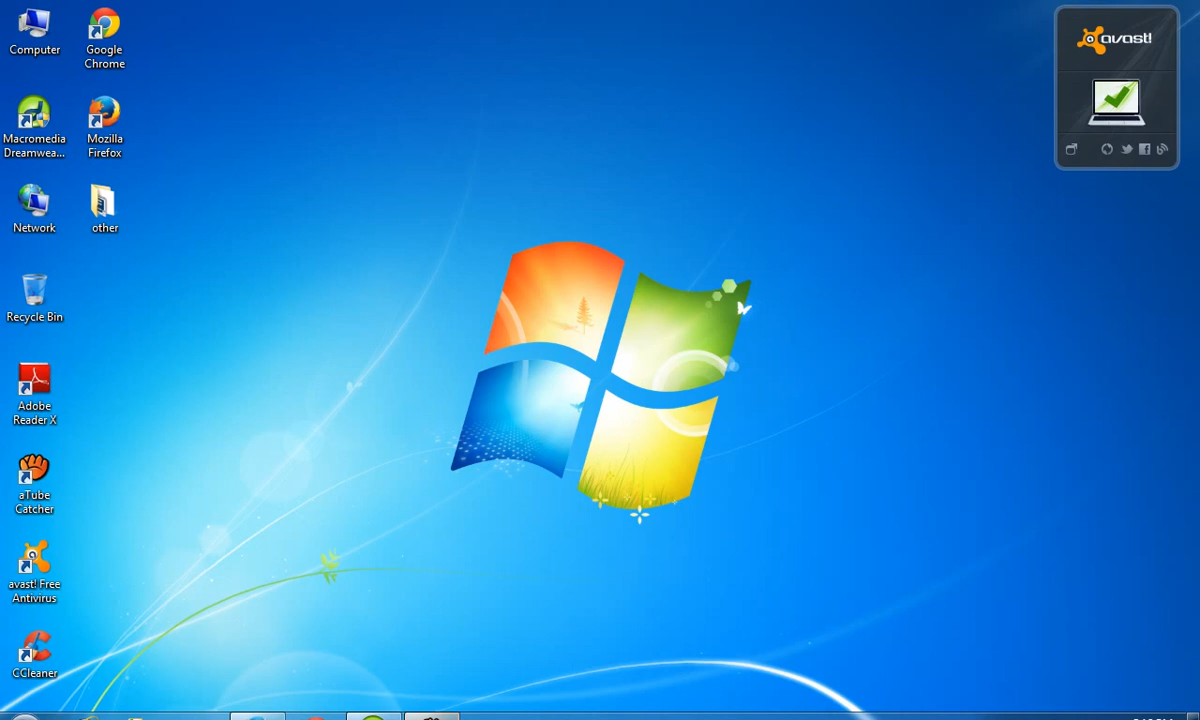 Computer
Google
Chrome
Macromedia
Dreamwea...
Mozilla
Firefox
Network
other
Recycle Bin
Adobe
Reader X
aTube
Catcher
avast! Free
Antivirus
CCleaner
avast!